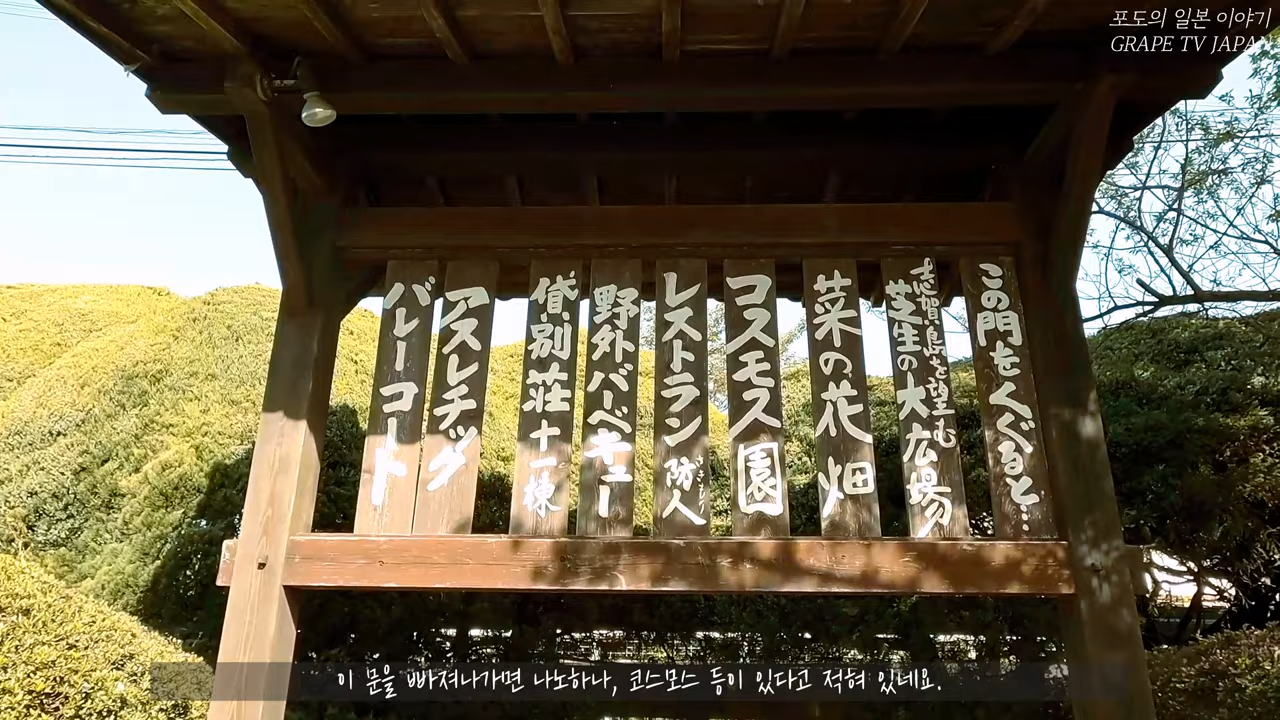 포도의 일본 이야기
GRAPE TV JAPAN
この門をくぐると…
志賀島を望む
芝生の大広場
菜の花畑
コスモス園
レストラン防人
さきもり
野外バーベキュー
貸別荘十一棟
アスレチック
バレーコート
이 문을 빠져나가면 나노하나, 코스모스 등이 있다고 적혀 있네요.